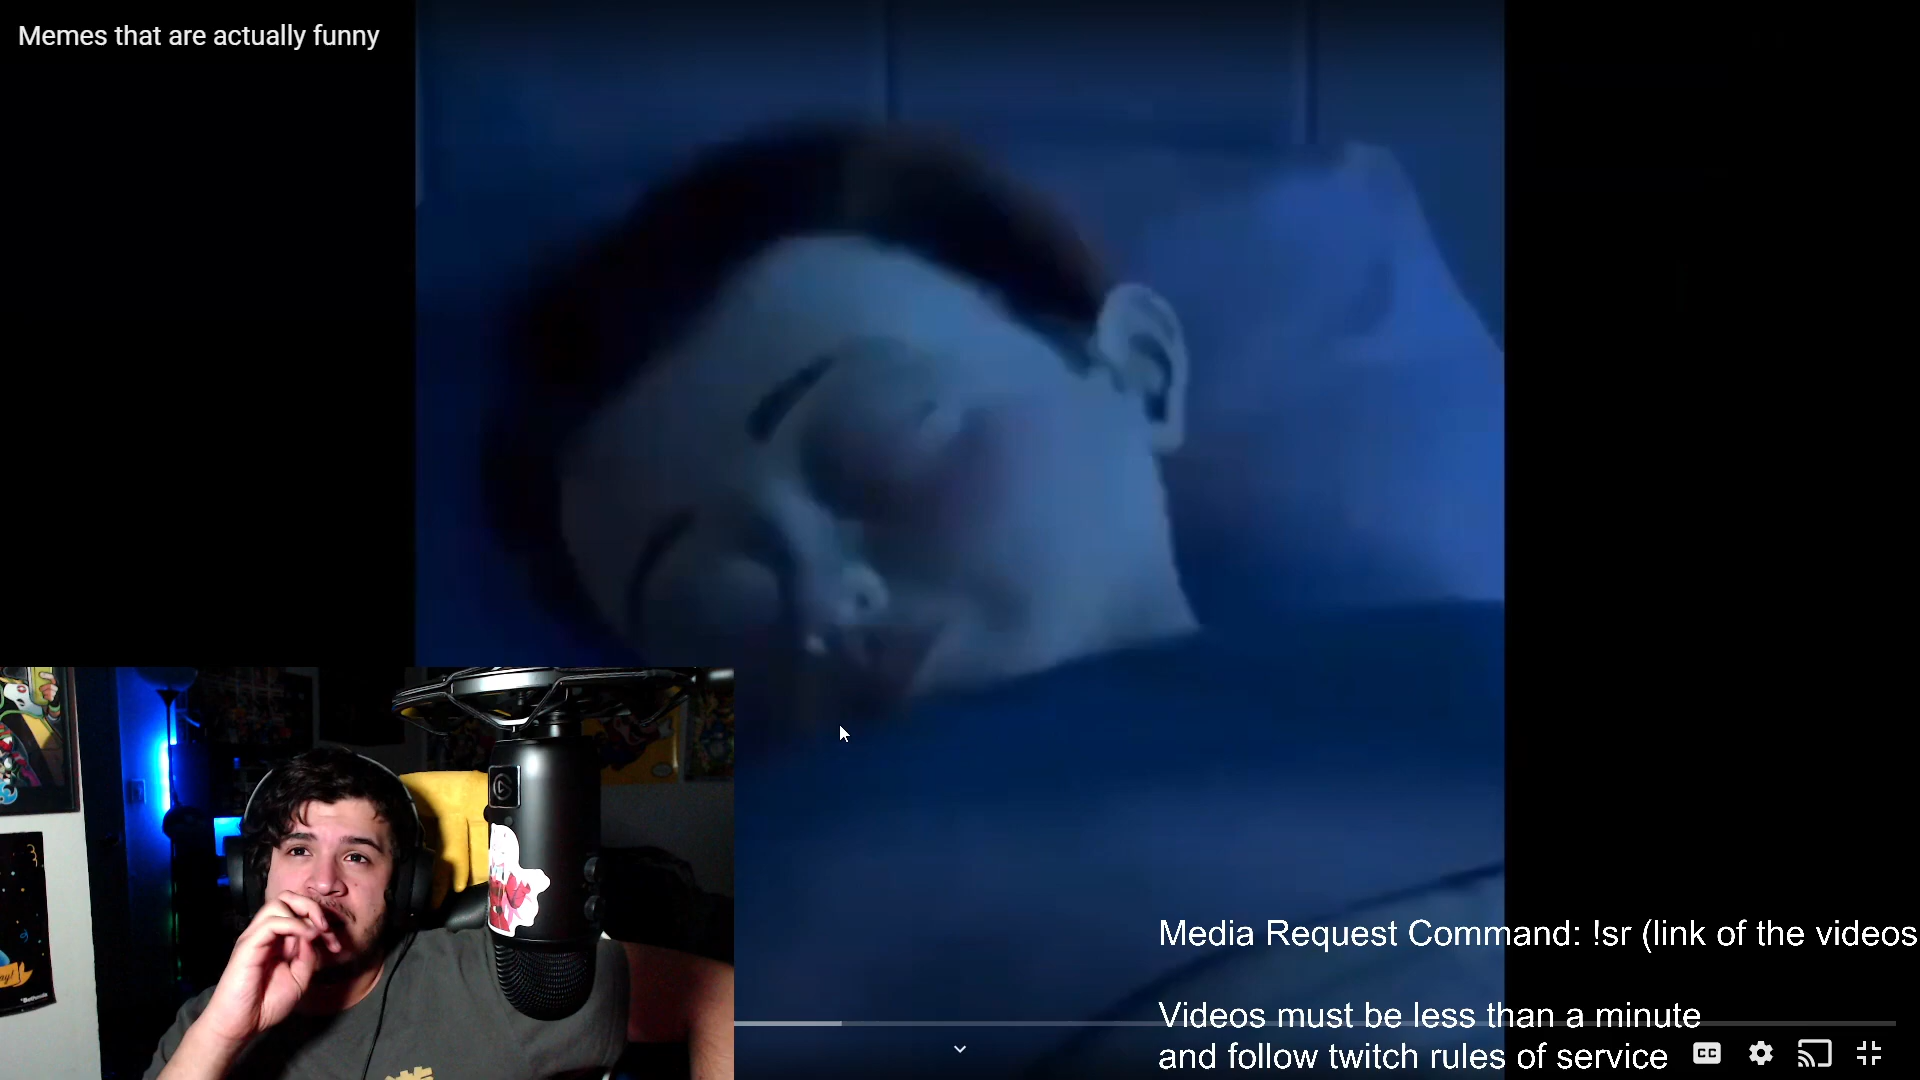 Memes that are actually funny
Media Request Command: !sr (link of the videos
Videos must be less than a minute
and follow twitch rules of service
CC